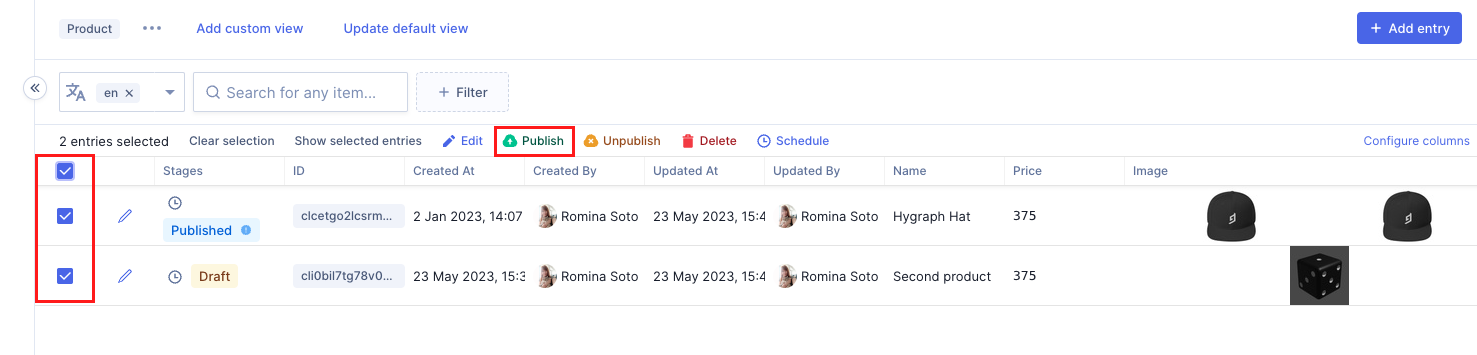 Product ••• Add custom view Update default view + Add entry
en × Search for any item... + Filter
2 entries selected Clear selection Show selected entries Edit Publish Unpublish Delete Schedule Configure columns
Stages ID Created At Created By Updated At Updated By Name Price Image
Published clcetgo2lcsrm... 2 Jan 2023, 14:07 Romina Soto 23 May 2023, 15:4 Romina Soto Hygraph Hat 375
Draft cli0bil7tg78v0... 23 May 2023, 15:3 Romina Soto 23 May 2023, 15:4 Romina Soto Second product 375